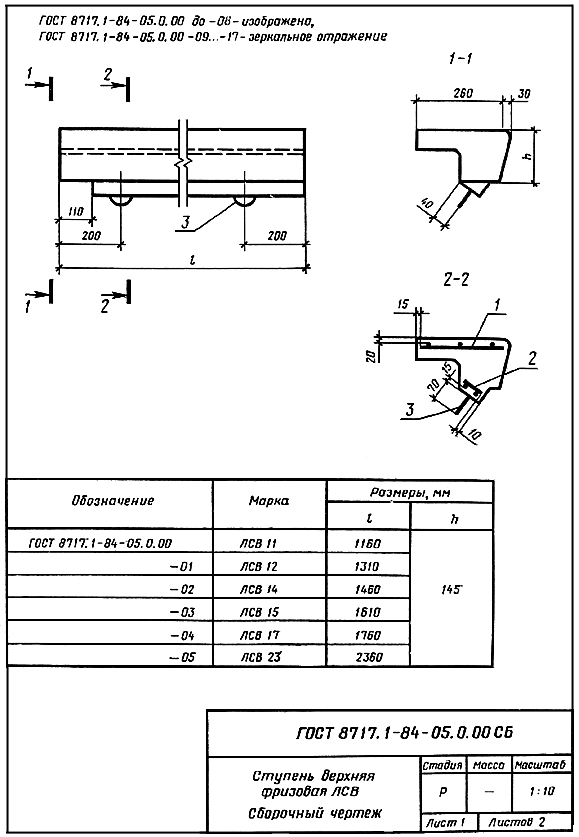 ГОСТ 8717.1-84-05.0.00 до -08-изображена,
ГОСТ 8717.1-84-05.0.00 -09...-17- зеркальное отражение
1 2
1-1
260 30
h
40
110
200 3 200
l
1 2
2-2
15 1
20
2
15
70
3
10
Обозначение Марка Размеры, мм
l h
ГОСТ 8717.1-84-05.0.00 ЛСВ 11 1160 145
-01 ЛСВ 12 1310
-02 ЛСВ 14 1460
-03 ЛСВ 15 1610
-04 ЛСВ 17 1760
-05 ЛСВ 23 2360
ГОСТ 8717.1-84-05.0.00 СБ
Ступень верхняя
фризовая ЛСВ
Сборочный чертеж
Стадия Масса Масштаб
Р — 1:10
Лист 1 Листов 2